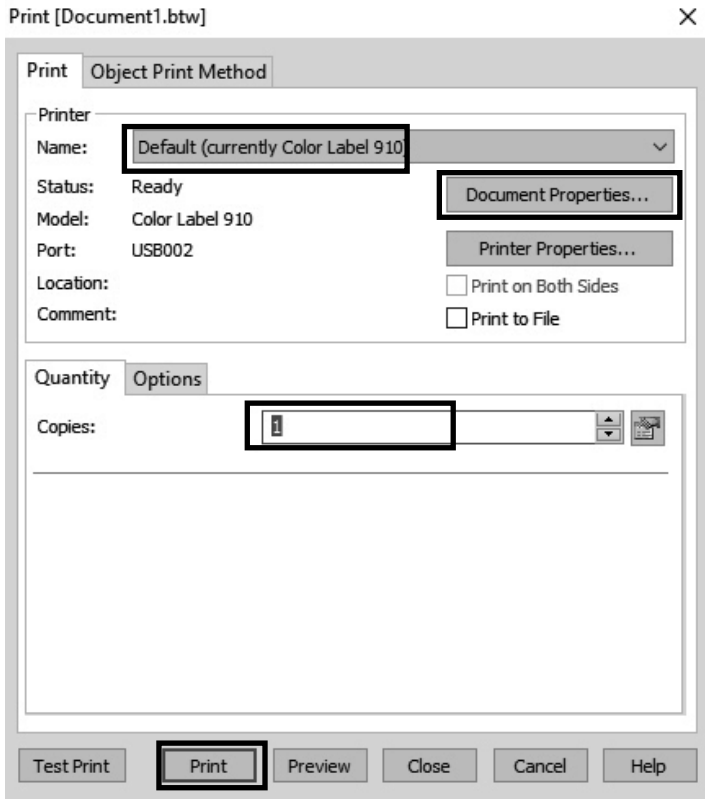 Print [Document1.btw]
Print Object Print Method
Printer
Name: Default (currently Color Label 910)
Document Properties...
Status: Ready
Model: Color Label 910
Printer Properties...
Port: USB002
Location:
Print on Both Sides
Comment:
Print to File
Quantity Options
Copies: 1
Test Print Print Preview Close Cancel Help